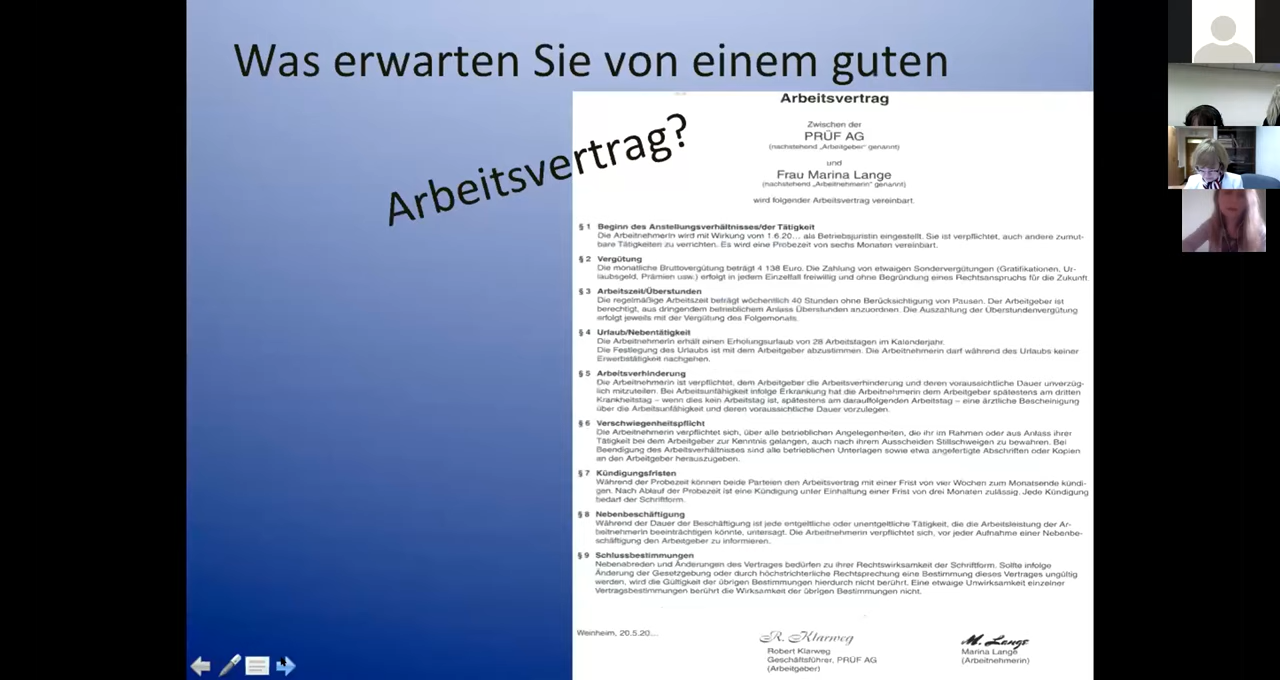 Was erwarten Sie von einem guten
Arbeitsvertrag?
Arbeitsvertrag
Zwischen der
PRÜF AG
(nachstehend „Arbeitgeber" genannt)
und
Frau Marina Lange
(nachstehend „Arbeitnehmerin" genannt)
wird folgender Arbeitsvertrag vereinbart.
§ 1 Beginn des Anstellungsverhältnisses/der Tätigkeit
Die Arbeitnehmerin wird mit Wirkung vom 1.6.20... als Betriebsjuristin eingestellt. Sie ist verpflichtet, auch andere zumut-
bare Tätigkeiten zu verrichten. Es wird eine Probezeit von sechs Monaten vereinbart.
§ 2 Vergütung
Die monatliche Bruttovergütung beträgt 4 138 Euro. Die Zahlung von etwaigen Sondervergütungen (Gratifikationen, Ur-
laubsgeld, Prämien usw.) erfolgt in jedem Einzelfall freiwillig und ohne Begründung eines Rechtsanspruchs für die Zukunft.
§ 3 Arbeitszeit/Überstunden
Die regelmäßige Arbeitszeit beträgt wöchentlich 40 Stunden ohne Berücksichtigung von Pausen. Der Arbeitgeber ist
berechtigt, aus dringendem betrieblichem Anlass Überstunden anzuordnen. Die Auszahlung der Überstundenvergütung
erfolgt jeweils mit der Vergütung des Folgemonats.
§ 4 Urlaub/Nebentätigkeit
Die Arbeitnehmerin erhält einen Erholungsurlaub von 28 Arbeitstagen im Kalenderjahr.
Die Festlegung des Urlaubs ist mit dem Arbeitgeber abzustimmen. Die Arbeitnehmerin darf während des Urlaubs keiner
Erwerbstätigkeit nachgehen.
§ 5 Arbeitsverhinderung
Die Arbeitnehmerin ist verpflichtet, dem Arbeitgeber die Arbeitsverhinderung und deren voraussichtliche Dauer unverzüg-
lich mitzuteilen. Bei Arbeitsunfähigkeit infolge Erkrankung hat die Arbeitnehmerin dem Arbeitgeber spätestens am dritten
Krankheitstag – wenn dies kein Arbeitstag ist, spätestens am darauffolgenden Arbeitstag – eine ärztliche Bescheinigung
über die Arbeitsunfähigkeit und deren voraussichtliche Dauer vorzulegen.
§ 6 Verschwiegenheitspflicht
Die Arbeitnehmerin verpflichtet sich, über alle betrieblichen Angelegenheiten, die ihr im Rahmen oder aus Anlass ihrer
Tätigkeit bei dem Arbeitgeber zur Kenntnis gelangen, auch nach ihrem Ausscheiden Stillschweigen zu bewahren. Bei
Beendigung des Arbeitsverhältnisses sind alle betrieblichen Unterlagen sowie etwa angefertigte Abschriften oder Kopien
an den Arbeitgeber herauszugeben.
§ 7 Kündigungsfristen
Während der Probezeit können beide Parteien den Arbeitsvertrag mit einer Frist von vier Wochen zum Monatsende kündi-
gen. Nach Ablauf der Probezeit ist eine Kündigung unter Einhaltung einer Frist von drei Monaten zulässig. Jede Kündigung
bedarf der Schriftform.
§ 8 Nebenbeschäftigung
Während der Dauer der Beschäftigung ist jede entgeltliche oder unentgeltliche Tätigkeit, die die Arbeitsleistung der Ar-
beitnehmerin beeinträchtigen könnte, untersagt. Die Arbeitnehmerin verpflichtet sich, vor jeder Aufnahme einer Nebenbe-
schäftigung den Arbeitgeber zu informieren.
§ 9 Schlussbestimmungen
Nebenabreden und Änderungen des Vertrages bedürfen zu ihrer Rechtswirksamkeit der Schriftform. Sollte infolge
Änderung der Gesetzgebung oder durch höchstrichterliche Rechtsprechung eine Bestimmung dieses Vertrages ungültig
werden, wird die Gültigkeit der übrigen Bestimmungen hierdurch nicht berührt. Eine etwaige Unwirksamkeit einzelner
Vertragsbestimmungen berührt die Wirksamkeit der übrigen Bestimmungen nicht.
Weinheim, 20.5.20...
R. Klarweg
M. Lange
Robert Klarweg
Geschäftsführer, PRÜF AG
(Arbeitgeber)
Marina Lange
(Arbeitnehmerin)